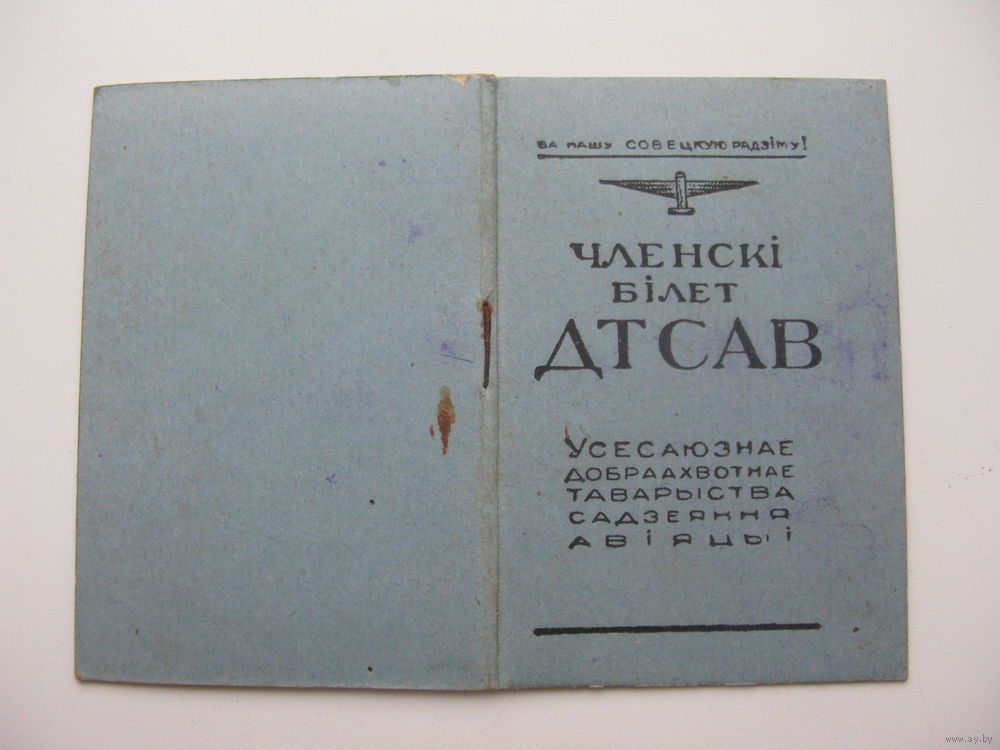 ЗА НАШУ СОВЕЦКУЮ РАДЗІМУ!
ЧЛЕНСКІ
БІЛЕТ
ДТСАВ
УСЕСАЮЗНАЕ
ДОБРААХВОТНАЕ
ТАВАРЫСТВА
САДЗЕЯННЯ
АВІЯЦЫІ
www.ay.by